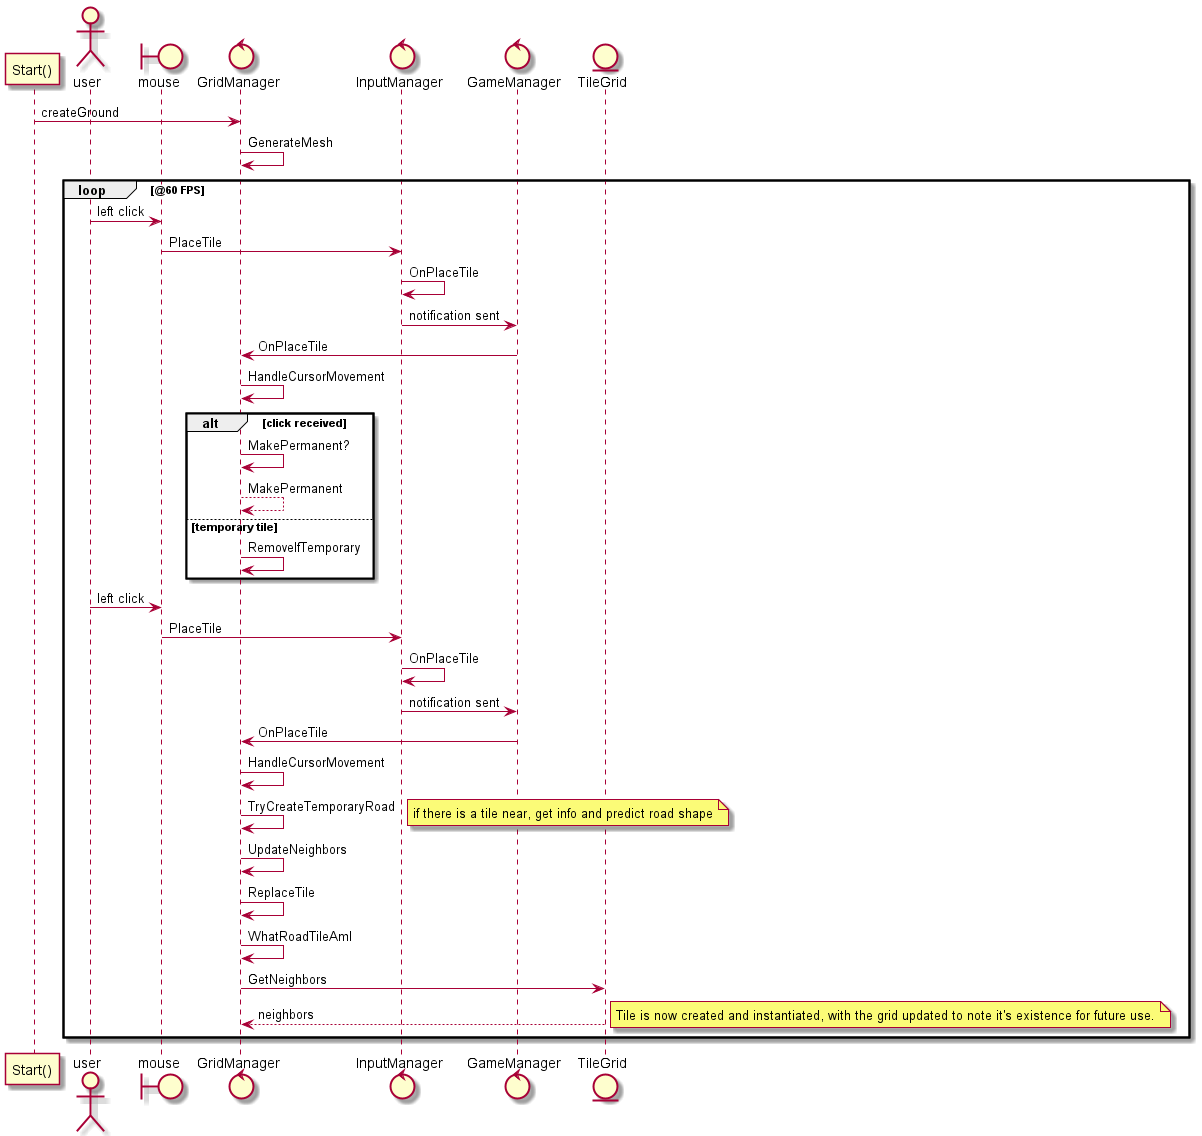 Start()
user
mouse
GridManager
InputManager
GameManager
TileGrid
createGround
GenerateMesh
loop [@60 FPS]
left click
PlaceTile
OnPlaceTile
notification sent
OnPlaceTile
HandleCursorMovement
alt [click received]
MakePermanent?
MakePermanent
[temporary tile]
RemoveIfTemporary
left click
PlaceTile
OnPlaceTile
notification sent
OnPlaceTile
HandleCursorMovement
TryCreateTemporaryRoad
if there is a tile near, get info and predict road shape
UpdateNeighbors
ReplaceTile
WhatRoadTileAmI
GetNeighbors
neighbors
Tile is now created and instantiated, with the grid updated to note it's existence for future use.
Start()
user
mouse
GridManager
InputManager
GameManager
TileGrid